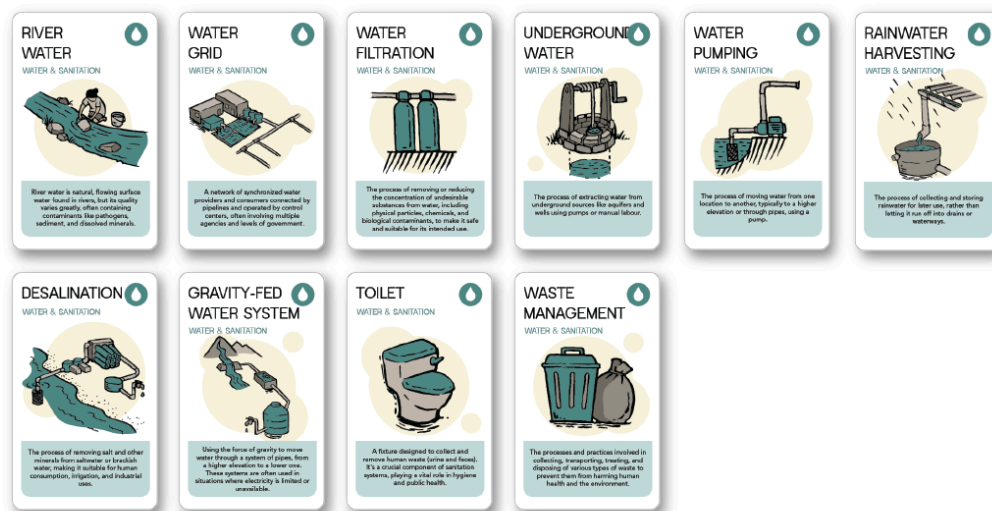 RIVER
WATER
WATER & SANITATION
River water is natural, flowing surface
water found in rivers, but its quality
varies greatly, often containing
contaminants like pathogens,
sediment, and dissolved minerals.
WATER
GRID
WATER & SANITATION
A network of synchronized water
providers and consumers connected by
pipelines and operated by control
centers, often involving multiple
agencies and levels of government.
WATER
FILTRATION
WATER & SANITATION
The process of removing or reducing
the concentration of undesirable
substances from water, including
physical particles, chemicals, and
biological contaminants, to make it safe
and suitable for its intended use.
UNDERGROUND
WATER
WATER & SANITATION
The process of extracting water from
underground sources like aquifers and
wells using pumps or manual labour.
WATER
PUMPING
WATER & SANITATION
The process of moving water from one
location to another, typically to a higher
elevation or through pipes, using a
pump.
RAINWATER
HARVESTING
WATER & SANITATION
The process of collecting and storing
rainwater for later use, rather than
letting it run off into drains or
waterways.
DESALINATION
WATER & SANITATION
The process of removing salt and other
minerals from saltwater or brackish
water, making it suitable for human
consumption, irrigation, and industrial
uses.
GRAVITY-FED
WATER SYSTEM
WATER & SANITATION
Using the force of gravity to move
water through a system of pipes, from
a higher elevation to a lower one.
These systems are often used in
situations where electricity is limited or
unavailable.
TOILET
WATER & SANITATION
A fixture designed to collect and
remove human waste (urine and feces).
It's a crucial component of sanitation
systems, playing a vital role in hygiene
and public health.
WASTE
MANAGEMENT
WATER & SANITATION
The processes and practices involved in
collecting, transporting, treating, and
disposing of various types of waste to
prevent them from harming human
health and the environment.